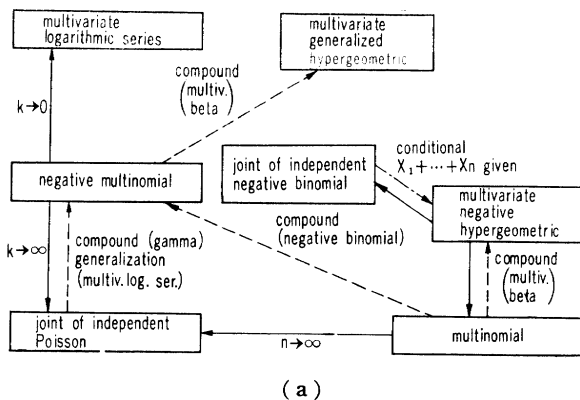 multivariate
logarithmic series
multivariate
generalized
hypergeometric
compound
(multiv.)
beta
k→0
conditional
X₁+···+Xn given
joint of independent
negative binomial
negative multinomial
multivariate
negative
hypergeometric
compound
(negative binomial)
k→∞
compound (gamma)
generalization
(multiv. log. ser.)
compound
(multiv.)
beta
joint of independent
Poisson
n→∞
multinomial
(a)